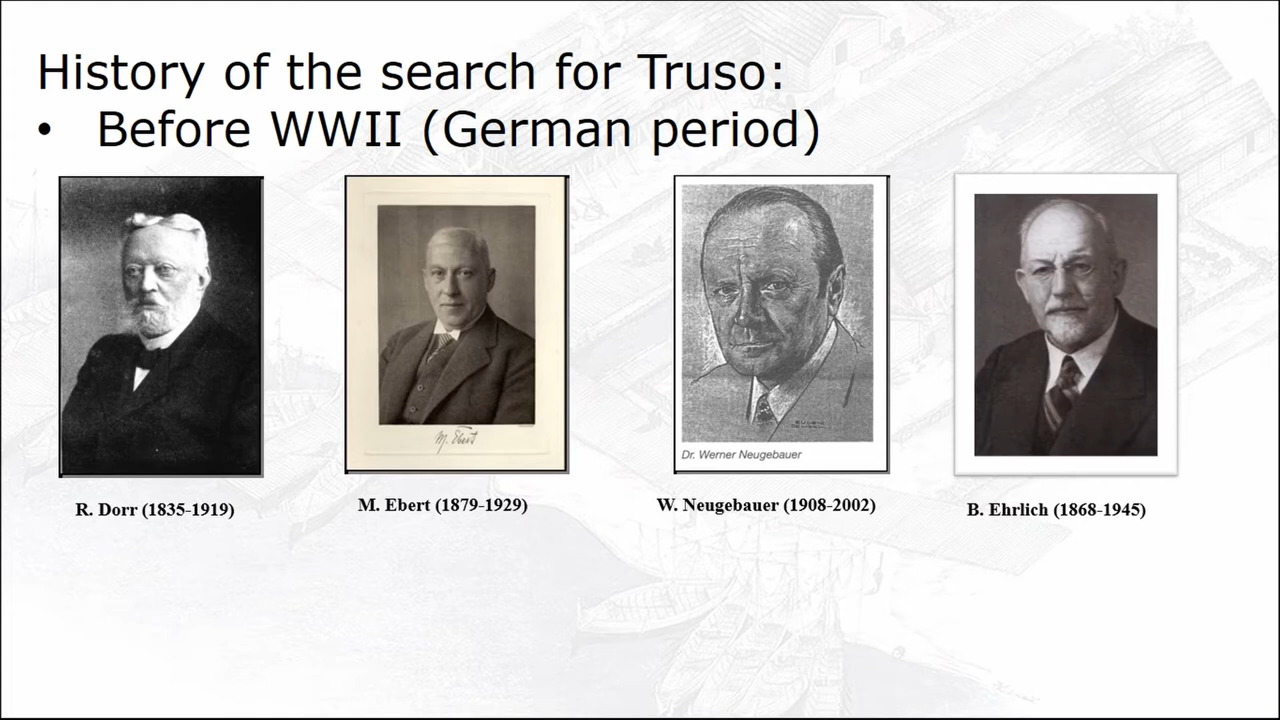 History of the search for Truso:
• Before WWII (German period)
M. Ebert
Dr. Werner Neugebauer
R. Dorr (1835-1919)
M. Ebert (1879-1929)
W. Neugebauer (1908-2002)
B. Ehrlich (1868-1945)